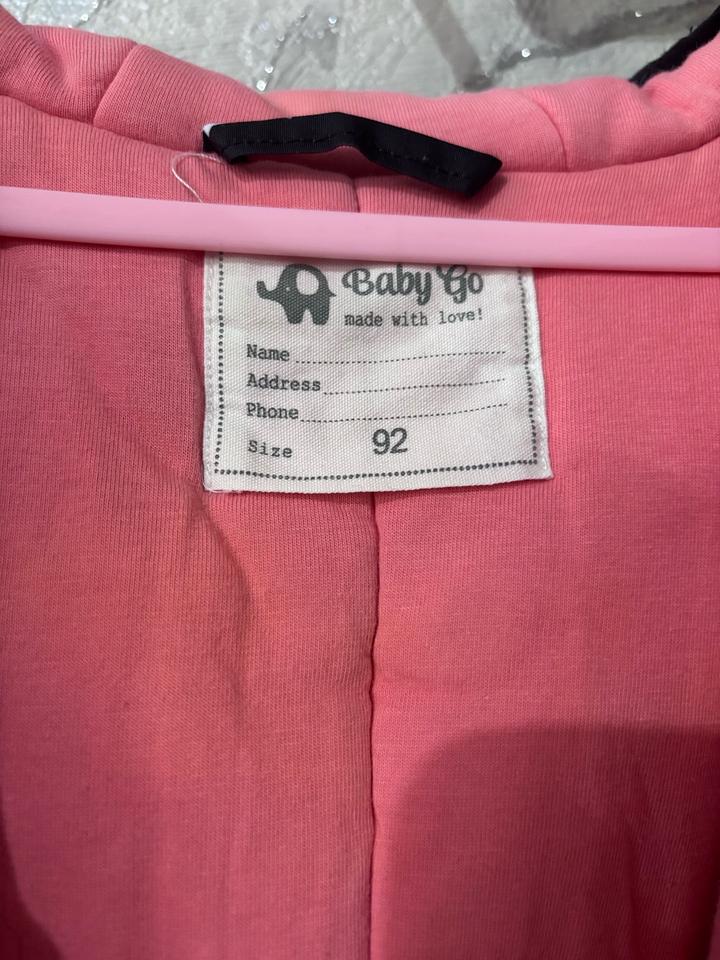 Baby Go
made with love!
Name
Address
Phone
Size 92